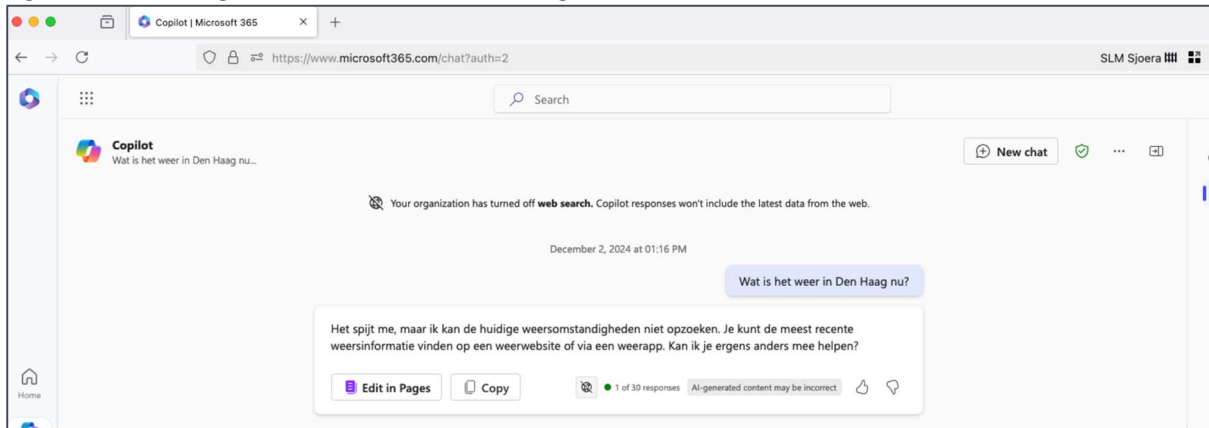 Copilot | Microsoft 365
https://www.microsoft365.com/chat?auth=2
SLM Sjoera
Search
Copilot
Wat is het weer in Den Haag nu...
New chat
Your organization has turned off web search. Copilot responses won't include the latest data from the web.
December 2, 2024 at 01:16 PM
Wat is het weer in Den Haag nu?
Het spijt me, maar ik kan de huidige weersomstandigheden niet opzoeken. Je kunt de meest recente
weersinformatie vinden op een weerwebsite of via een weerapp. Kan ik je ergens anders mee helpen?
Edit in Pages
Copy
1 of 30 responses
AI-generated content may be incorrect
Home